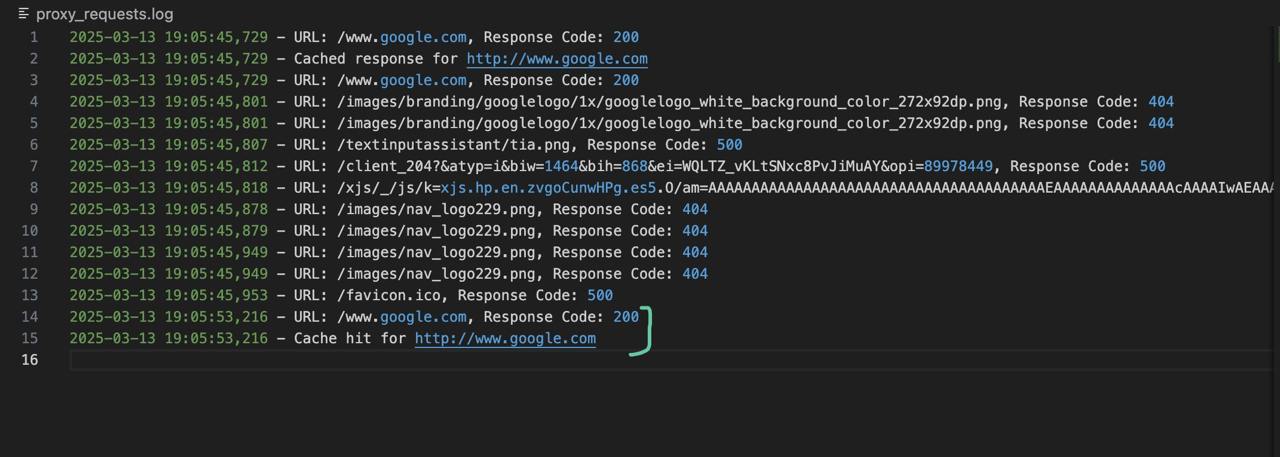 proxy_requests.log
1 2025-03-13 19:05:45,729 – URL: /www.google.com, Response Code: 200
2 2025-03-13 19:05:45,729 – Cached response for http://www.google.com
3 2025-03-13 19:05:45,729 – URL: /www.google.com, Response Code: 200
4 2025-03-13 19:05:45,801 – URL: /images/branding/googlelogo/1x/googlelogo_white_background_color_272x92dp.png, Response Code: 404
5 2025-03-13 19:05:45,801 – URL: /images/branding/googlelogo/1x/googlelogo_white_background_color_272x92dp.png, Response Code: 404
6 2025-03-13 19:05:45,807 – URL: /textinputassistant/tia.png, Response Code: 500
7 2025-03-13 19:05:45,812 – URL: /client_204?&atyp=i&biw=1464&bih=868&ei=WQLTZ_vKLtSNxc8PvJiMuAY&opi=89978449, Response Code: 500
8 2025-03-13 19:05:45,818 – URL: /xjs/_/js/k=xjs.hp.en.zvgoCunwHPg.es5.O/am=AAAAAAAAAAAAAAAAAAAAAAAAAAAAAAAAAAAAAAAEAAAAAAAAAAAAAAcAAAAIwAEAAA
9 2025-03-13 19:05:45,878 – URL: /images/nav_logo229.png, Response Code: 404
10 2025-03-13 19:05:45,879 – URL: /images/nav_logo229.png, Response Code: 404
11 2025-03-13 19:05:45,949 – URL: /images/nav_logo229.png, Response Code: 404
12 2025-03-13 19:05:45,949 – URL: /images/nav_logo229.png, Response Code: 404
13 2025-03-13 19:05:45,953 – URL: /favicon.ico, Response Code: 500
14 2025-03-13 19:05:53,216 – URL: /www.google.com, Response Code: 200
15 2025-03-13 19:05:53,216 – Cache hit for http://www.google.com
16